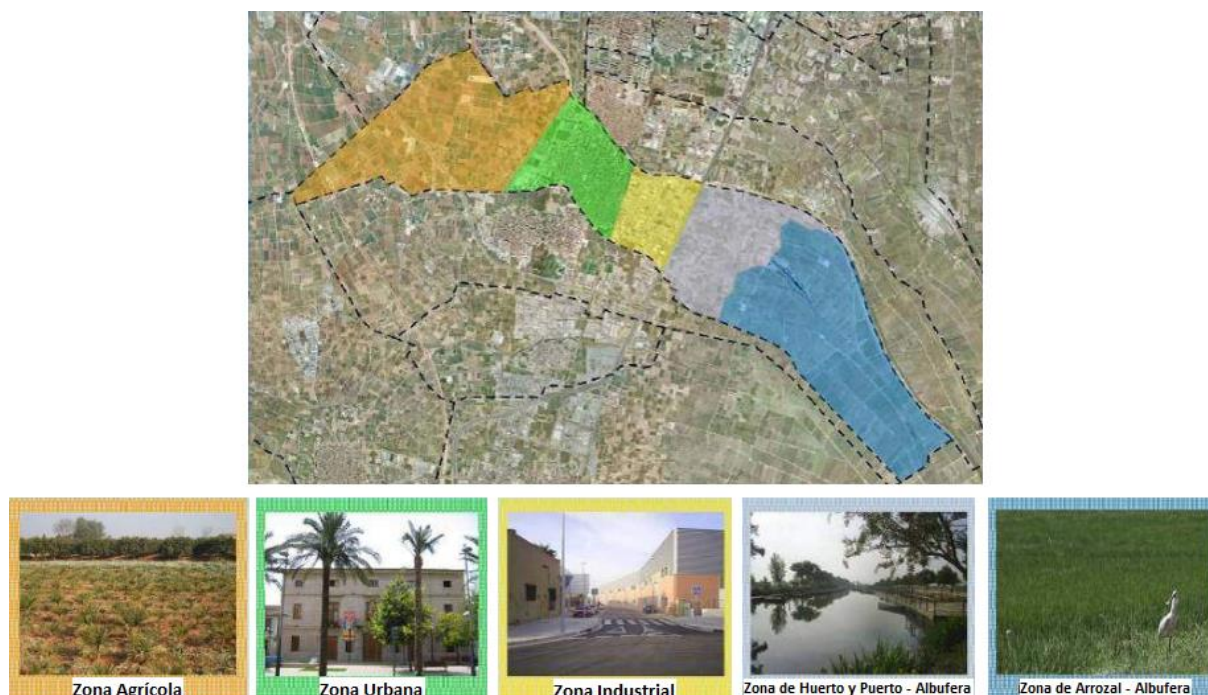 Zona Agrícola
Zona Urbana
Zona Industrial
Zona de Huerto y Puerto - Albufera
Zona de Arrozal - Albufera